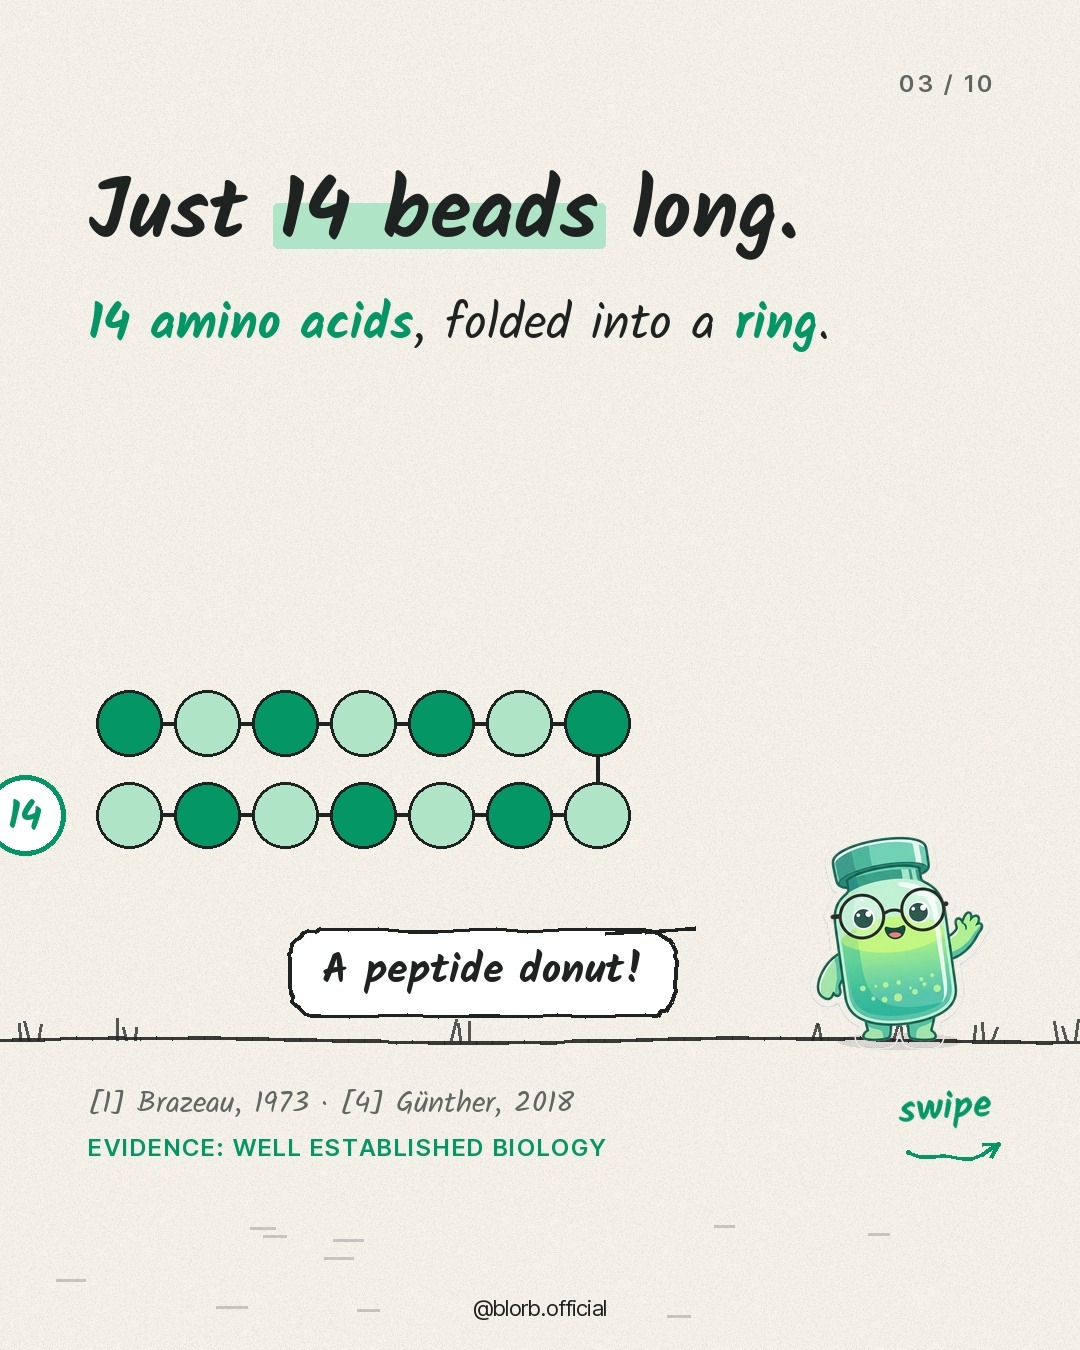 03 / 10
Just 14 beads long.
14 amino acids, folded into a ring.
14
A peptide donut!
[1] Brazeau, 1973 · [4] Günther, 2018
EVIDENCE: WELL ESTABLISHED BIOLOGY
swipe
@blorb.official